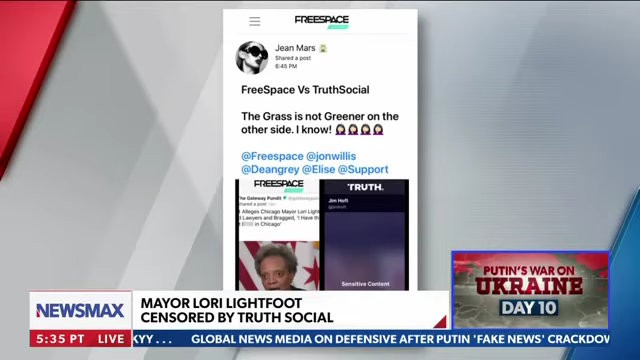 FREESPACE
Jean Mars
Shared a post
6:45 PM
FreeSpace Vs TruthSocial
The Grass is not Greener on the
other side. I know! 🤦🏻‍♀️🤦🏻‍♀️🤦🏻‍♀️🤦🏻‍♀️
@Freespace @jonwillis
@Deangrey @Elise @Support
FREESPACE
The Gateway Pundit
Shared a post
Alleges Chicago Mayor Lori Light
Lawyers and Bragged, 'I Have th
in Chicago'
TRUTH.
Jim Hoft
Sensitive Content
PUTIN'S WAR ON
UKRAINE
DAY 10
NEWSMAX
MAYOR LORI LIGHTFOOT
CENSORED BY TRUTH SOCIAL
5:35 PT LIVE
KYY... GLOBAL NEWS MEDIA ON DEFENSIVE AFTER PUTIN 'FAKE NEWS' CRACKDOW